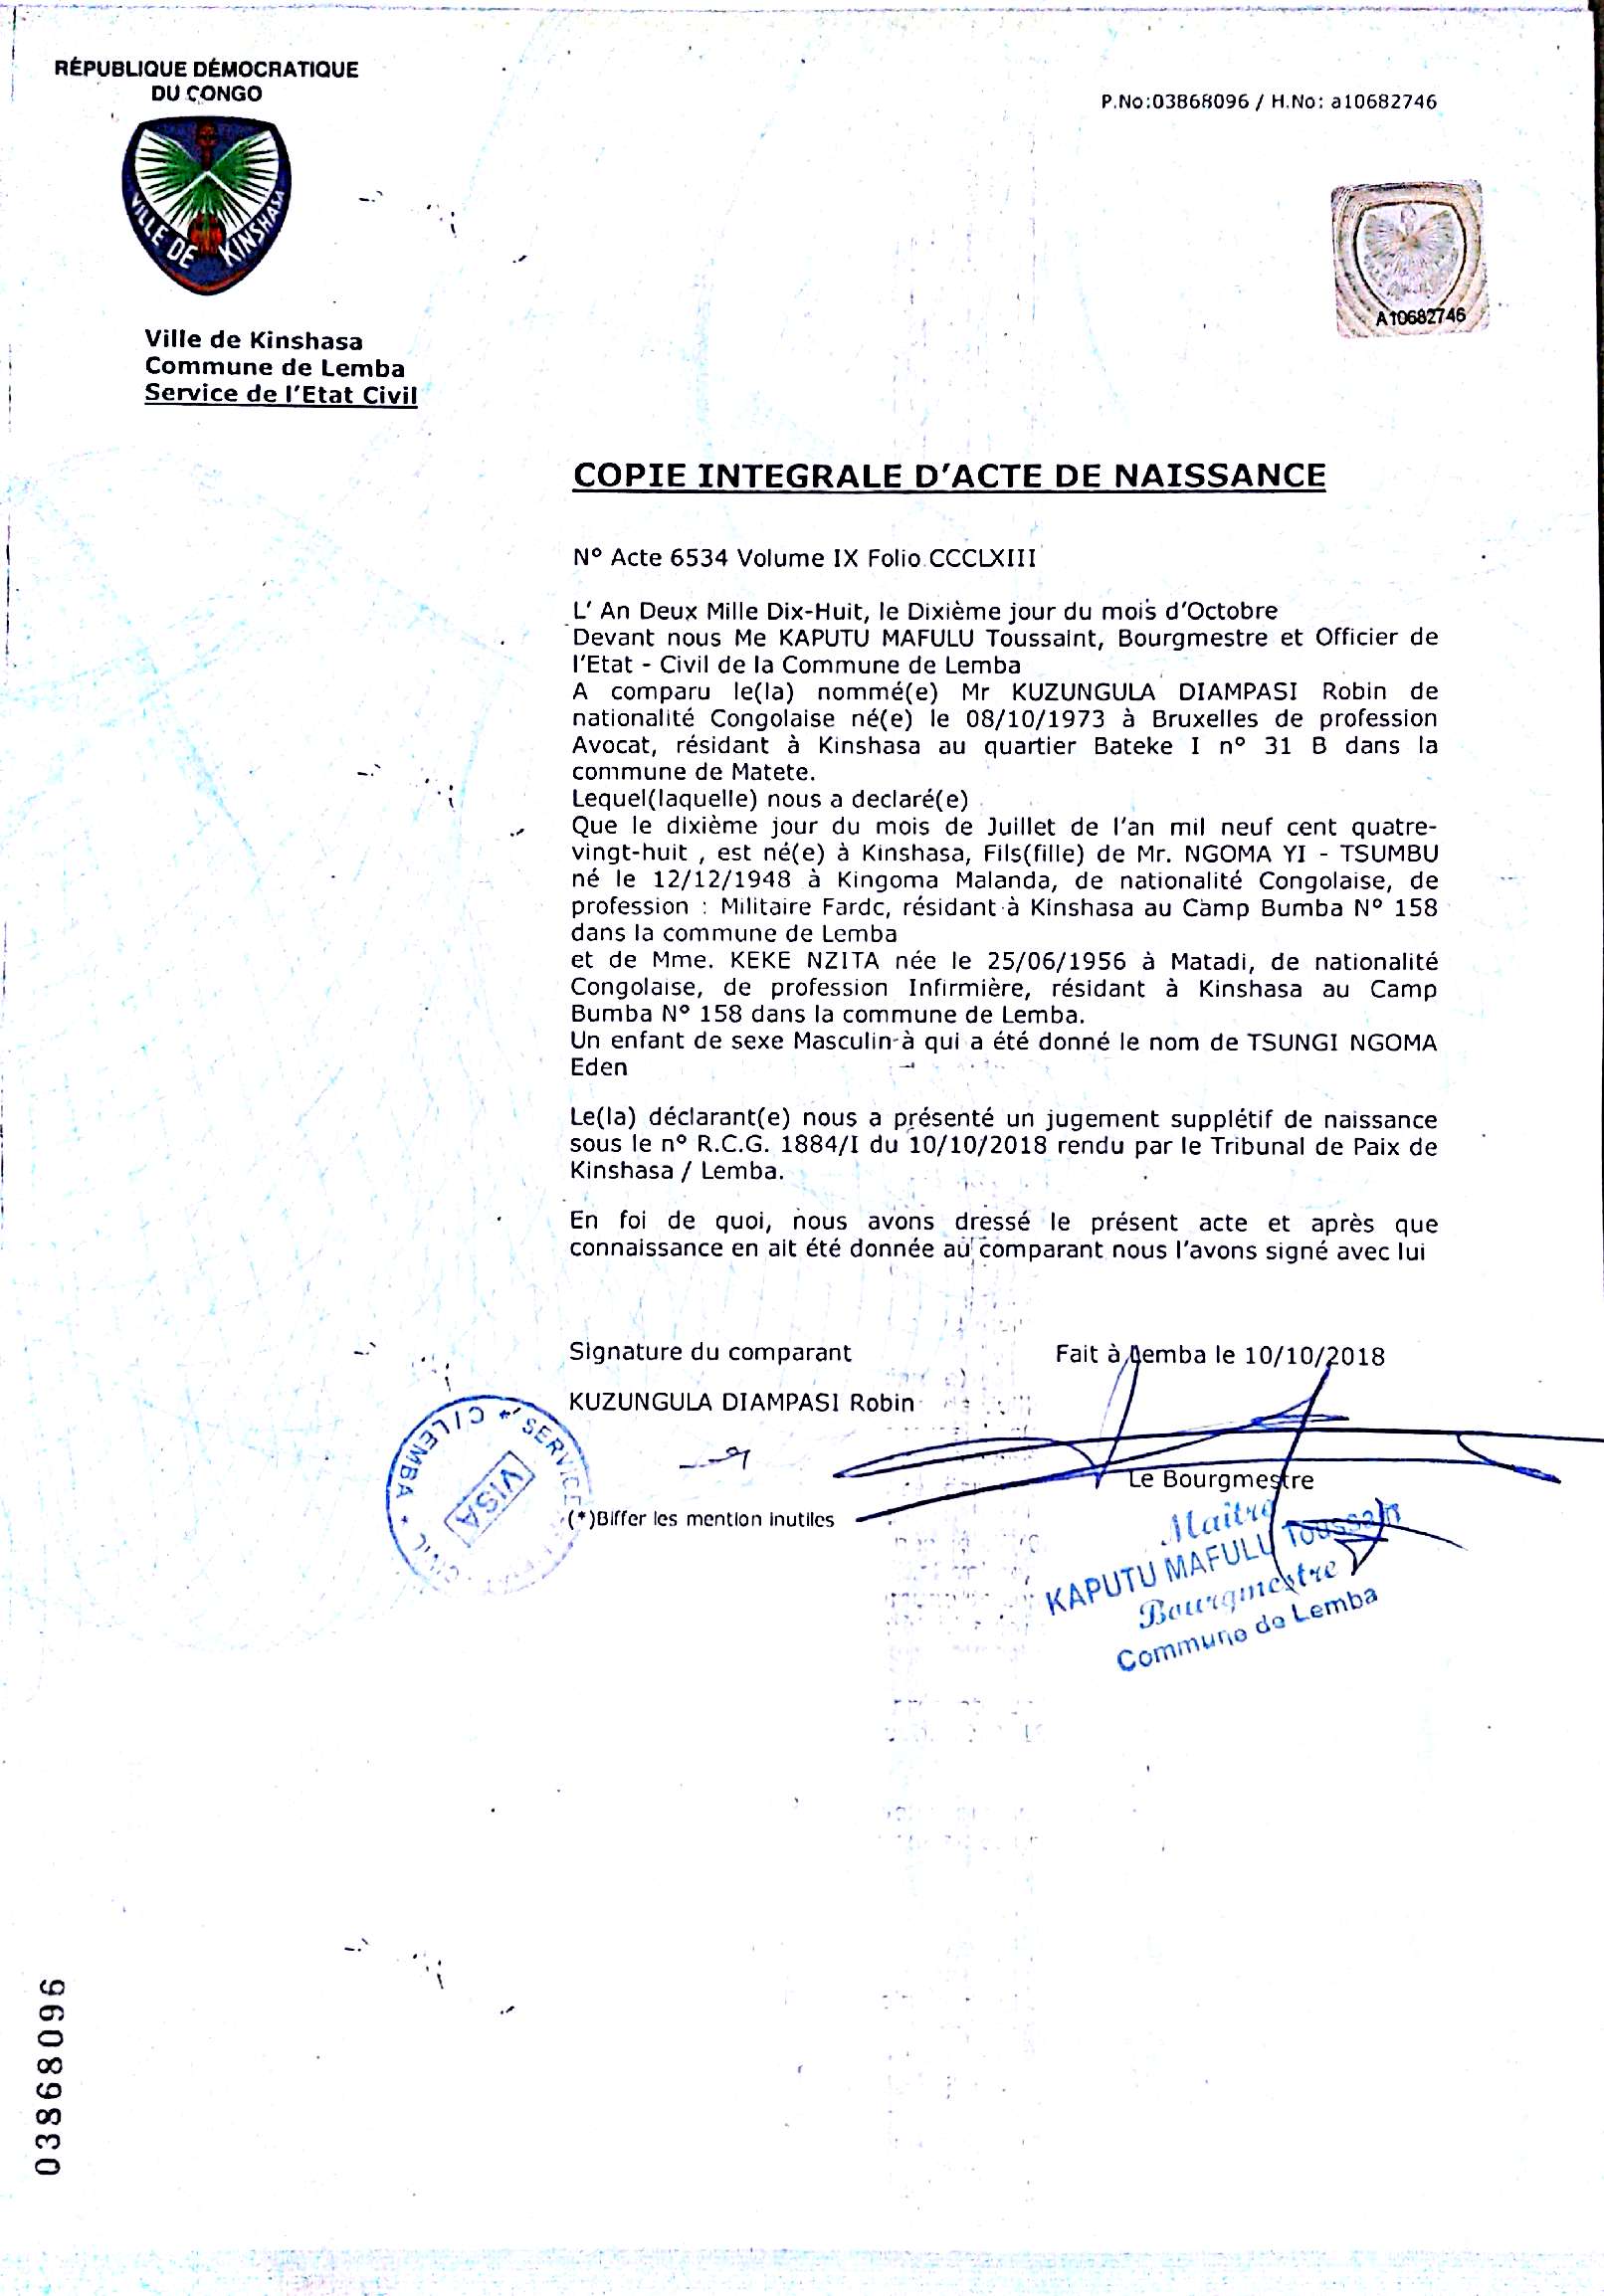 RÉPUBLIQUE DÉMOCRATIQUE
DU CONGO
P.No:03868096 / H.No: a10682746
VILLE DE KINSHASA
A10682746
Ville de Kinshasa
Commune de Lemba
Service de l'Etat Civil
COPIE INTEGRALE D'ACTE DE NAISSANCE
N° Acte 6534 Volume IX Folio CCCLXIII
L' An Deux Mille Dix-Huit, le Dixième jour du mois d'Octobre
Devant nous Me KAPUTU MAFULU Toussaint, Bourgmestre et Officier de
l'Etat - Civil de la Commune de Lemba
A comparu le(la) nommé(e) Mr KUZUNGULA DIAMPASI Robin de
nationalité Congolaise né(e) le 08/10/1973 à Bruxelles de profession
Avocat, résidant à Kinshasa au quartier Bateke I n° 31 B dans la
commune de Matete.
Lequel(laquelle) nous a declaré(e)
Que le dixième jour du mois de Juillet de l'an mil neuf cent quatre-
vingt-huit , est né(e) à Kinshasa, Fils(fille) de Mr. NGOMA YI - TSUMBU
né le 12/12/1948 à Kingoma Malanda, de nationalité Congolaise, de
profession : Militaire Fardc, résidant à Kinshasa au Camp Bumba N° 158
dans la commune de Lemba
et de Mme. KEKE NZITA née le 25/06/1956 à Matadi, de nationalité
Congolaise, de profession Infirmière, résidant à Kinshasa au Camp
Bumba N° 158 dans la commune de Lemba.
Un enfant de sexe Masculin à qui a été donné le nom de TSUNGI NGOMA
Eden
Le(la) déclarant(e) nous a présenté un jugement supplétif de naissance
sous le n° R.C.G. 1884/I du 10/10/2018 rendu par le Tribunal de Paix de
Kinshasa / Lemba.
En foi de quoi, nous avons dressé le présent acte et après que
connaissance en ait été donnée au comparant nous l'avons signé avec lui
Signature du comparant
Fait à Lemba le 10/10/2018
KUZUNGULA DIAMPASI Robin
Le Bourgmestre
(*)Biffer les mention inutiles
C/LEMBA * SERVICE CIVIL *
VISA
Maître
KAPUTU MAFULU Toussaint
Bourgmestre
Commune de Lemba
03868096